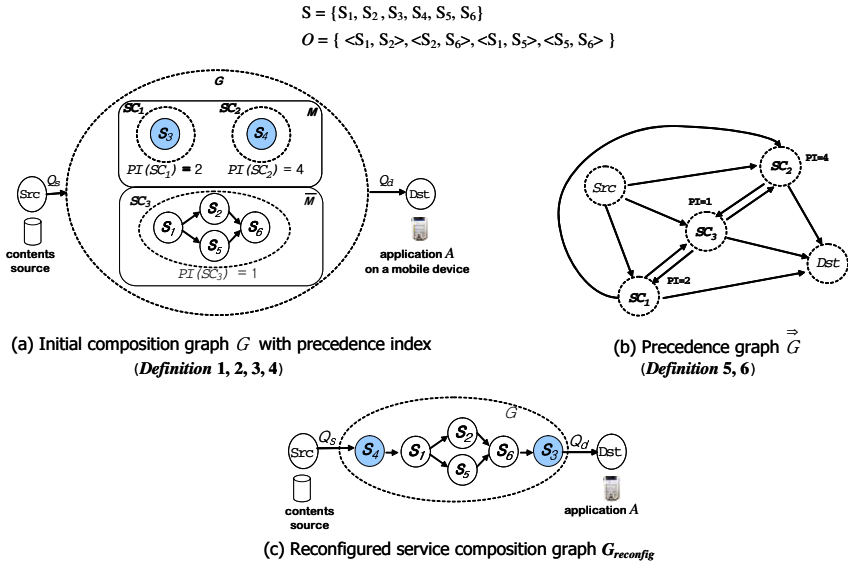 S = {S1, S2 , S3, S4, S5, S6}
O = { <S1, S2>, <S2, S6>, <S1, S5>, <S5, S6> }
G
SC1
SC2
M
S3
S4
PI(SC1) = 2
PI(SC2) = 4
Qs
Src
contents
source
SC3
M
S1
S2
S5
S6
PI(SC3) = 1
Qd
Dst
application A
on a mobile device
(a) Initial composition graph G with precedence index
(Definition 1, 2, 3, 4)
Src
SC2
PI=4
PI=1
SC3
Dst
PI=2
SC1
(b) Precedence graph G⃗
(Definition 5, 6)
G
Src
Qs
S4
S1
S2
S5
S6
S3
Qd
Dst
contents
source
application A
(c) Reconfigured service composition graph Greconfig